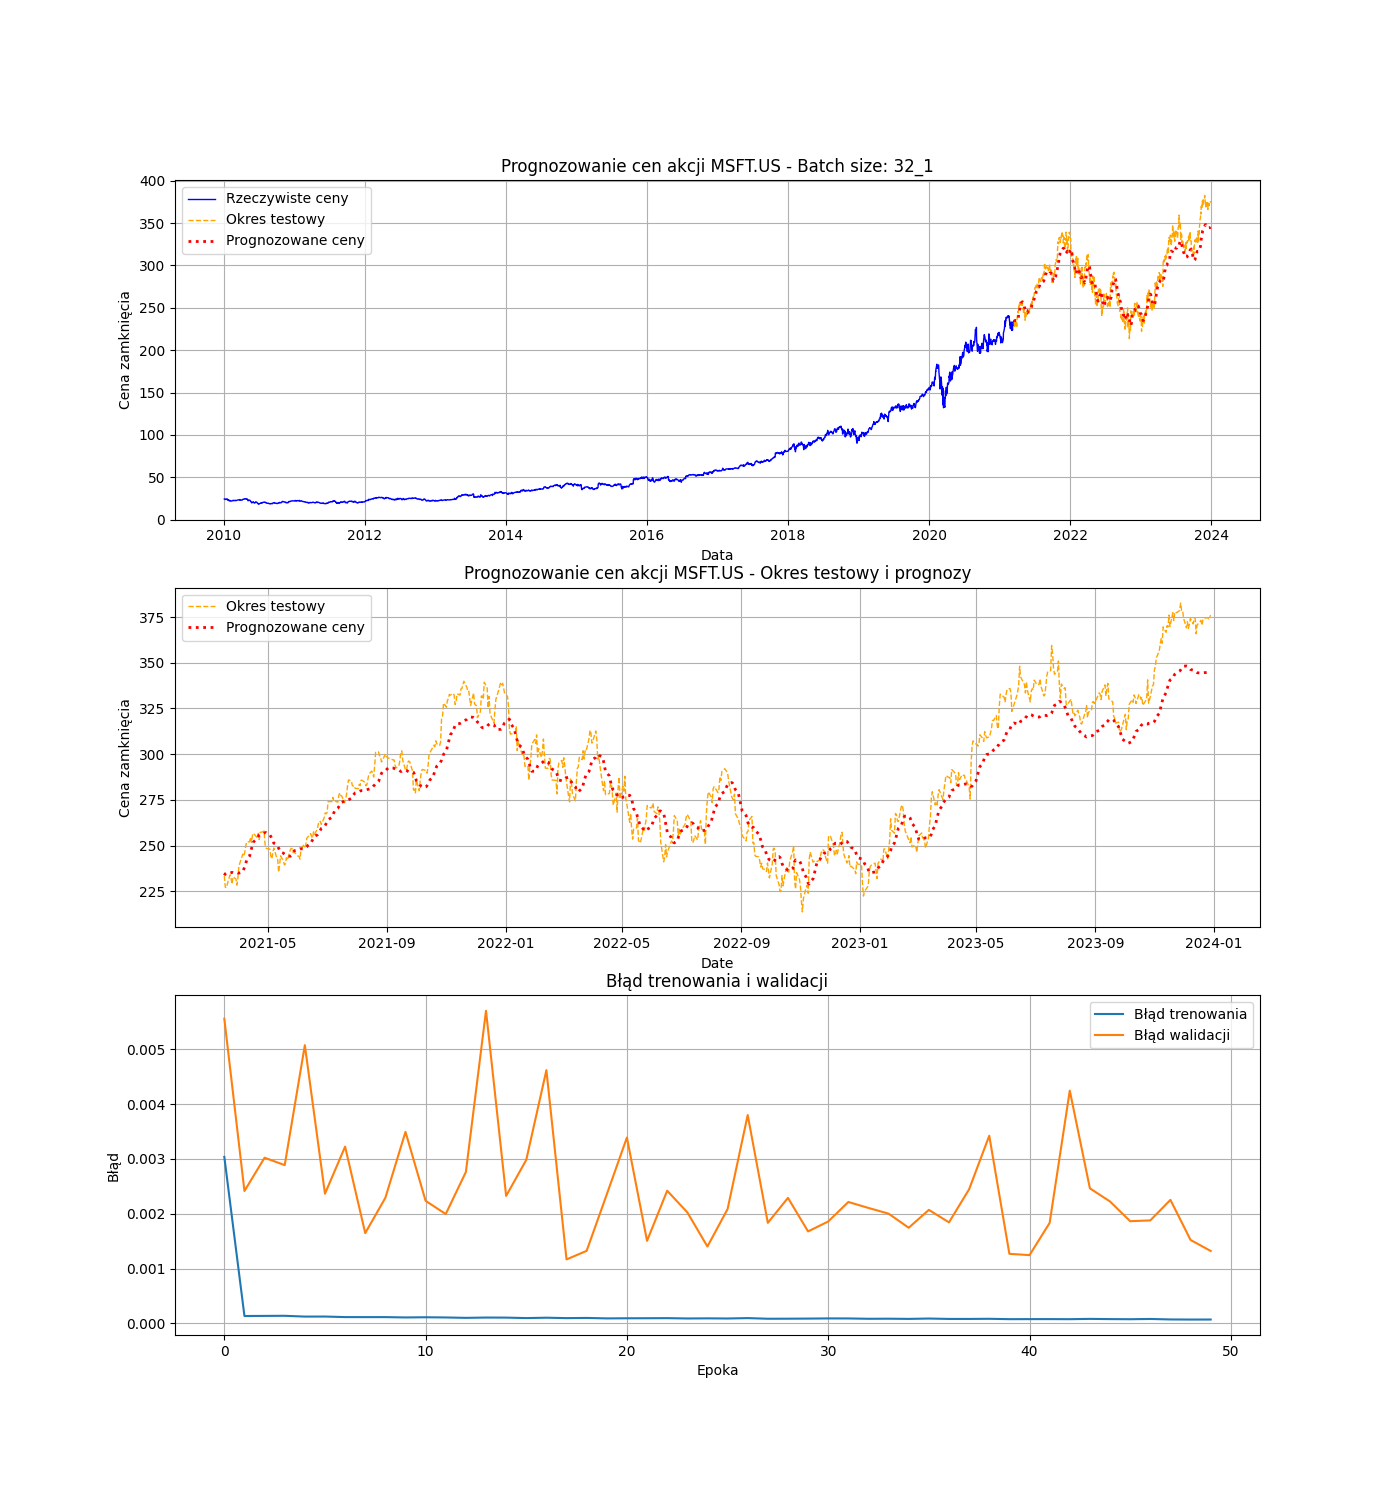 Prognozowanie cen akcji MSFT.US - Batch size: 32_1
400
350
300
250
200
150
100
50
0
Cena zamknięcia
Rzeczywiste ceny
Okres testowy
Prognozowane ceny
2010 2012 2014 2016 2018 2020 2022 2024
Data
Prognozowanie cen akcji MSFT.US - Okres testowy i prognozy
375
350
325
300
275
250
225
Cena zamknięcia
Okres testowy
Prognozowane ceny
2021-05 2021-09 2022-01 2022-05 2022-09 2023-01 2023-05 2023-09 2024-01
Date
Błąd trenowania i walidacji
0.005
0.004
0.003
0.002
0.001
0.000
Błąd
Błąd trenowania
Błąd walidacji
0 10 20 30 40 50
Epoka